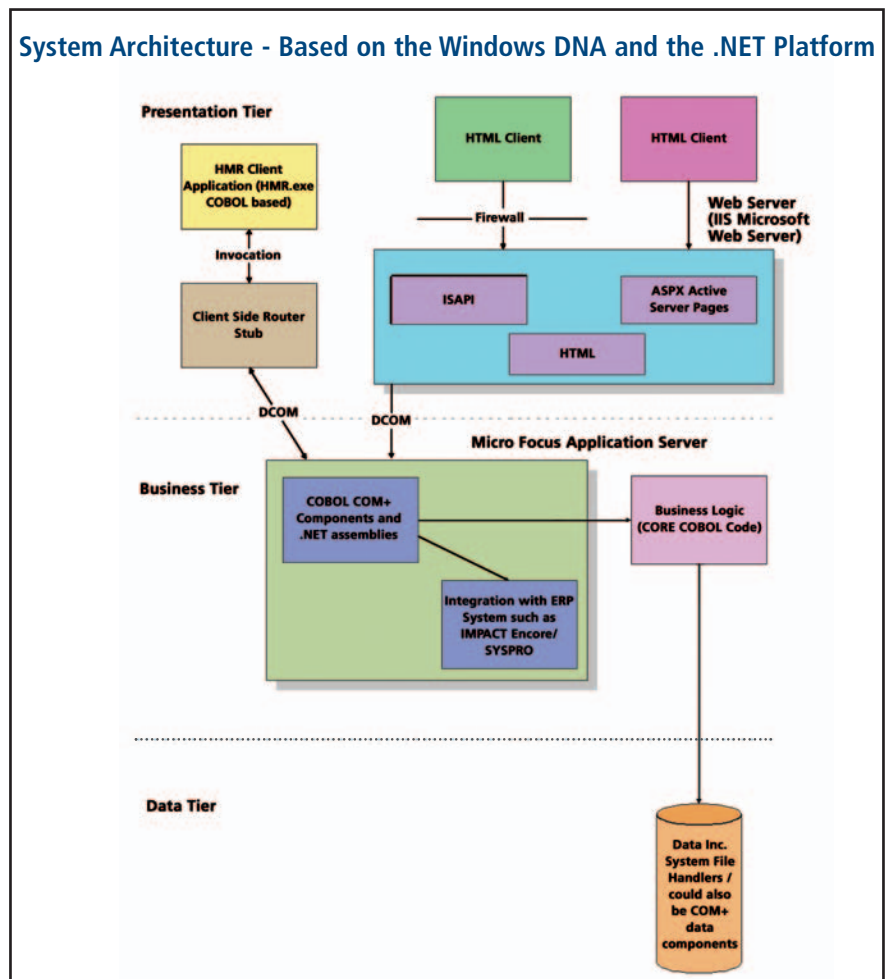 System Architecture - Based on the Windows DNA and the .NET Platform
Presentation Tier
HMR Client
Application (HMR.exe
COBOL based)
Invocation
Client Side Router
Stub
HTML Client
HTML Client
Firewall
Web Server
(IIS Microsoft
Web Server)
ISAPI
ASPX Active
Server Pages
HTML
DCOM
DCOM
Micro Focus Application Server
Business Tier
COBOL COM+
Components and
.NET assemblies
Business Logic
(CORE COBOL Code)
Integration with ERP
System such as
IMPACT Encore/
SYSPRO
Data Tier
Data Inc.
System File
Handlers /
could also
be COM+
data
components